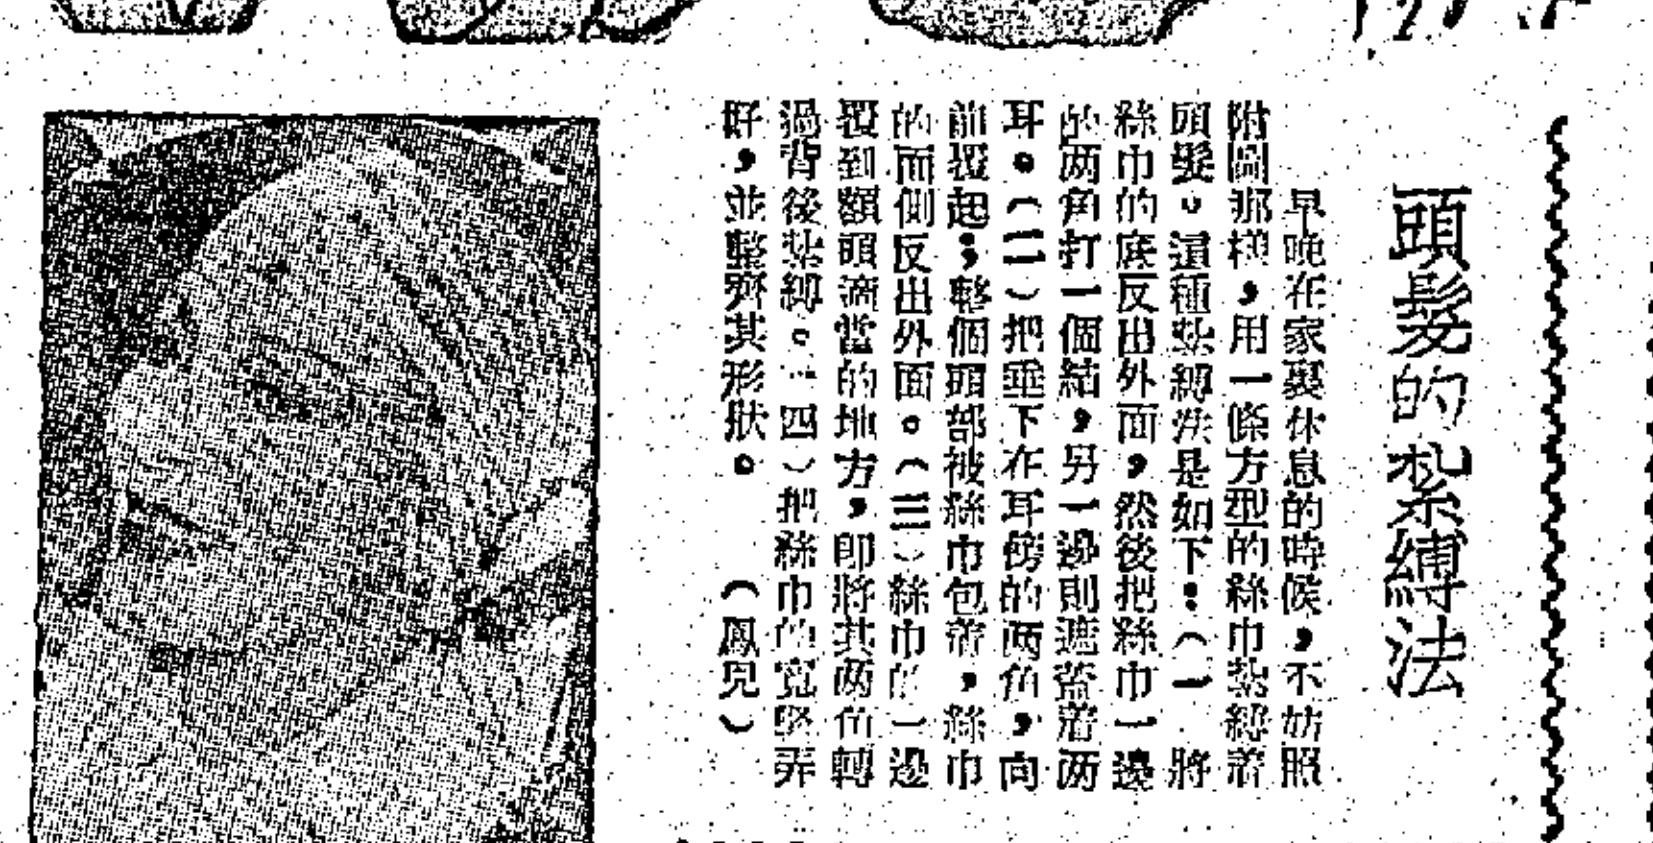 頭髮的紮縛法
早晚在家裏休息的時候，不妨照
附圖那樣，用一條方型的絲巾紮縛着
頭髮。這種紮縛法是如下：（一）將
絲巾的底反出外面，然後把絲巾一邊
的两角打一個結，另一邊則遮蓋着两
耳。（二）把垂下在耳傍的两角，向
前覆起；整個頭部被絲巾包着，絲巾
的面側反出外面。（三）絲巾的一邊
覆到額頭適當的地方，即將其两角轉
過背後紮縛。（四）把絲巾的寬緊弄
好，並整齊其形狀。（鳳兒）